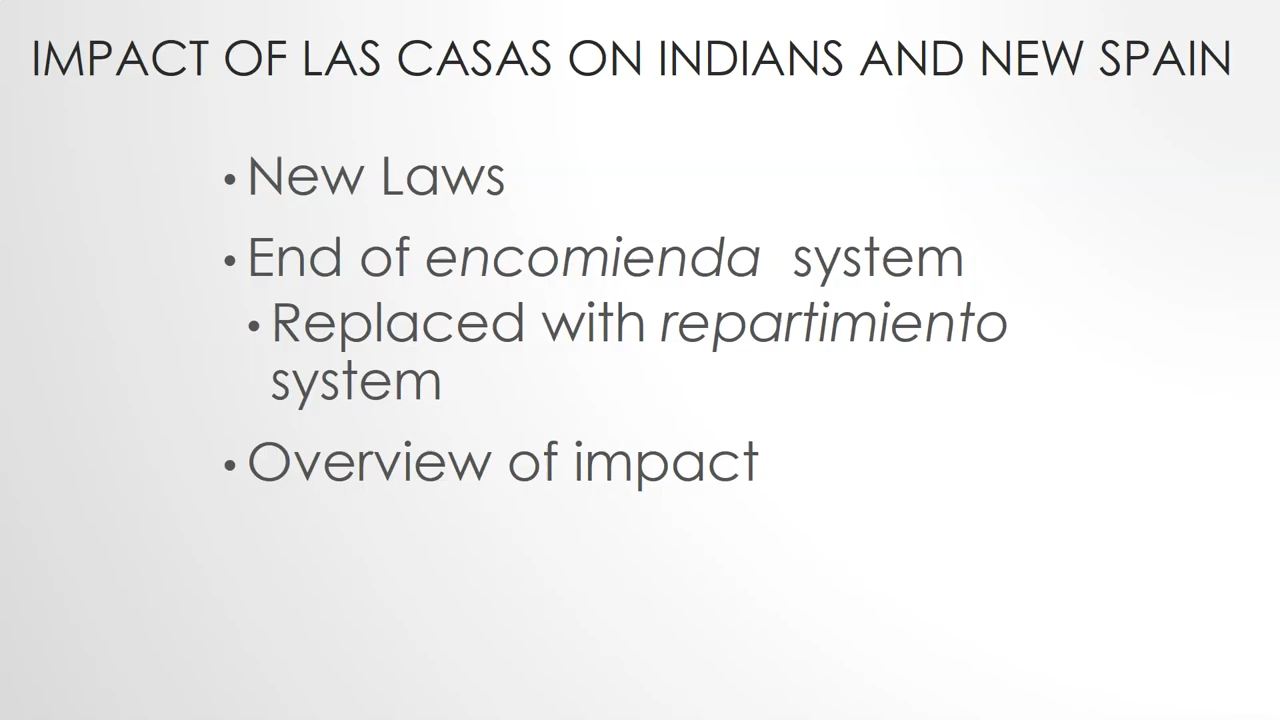 IMPACT OF LAS CASAS ON INDIANS AND NEW SPAIN
• New Laws
• End of encomienda  system
• Replaced with repartimiento
system
• Overview of impact